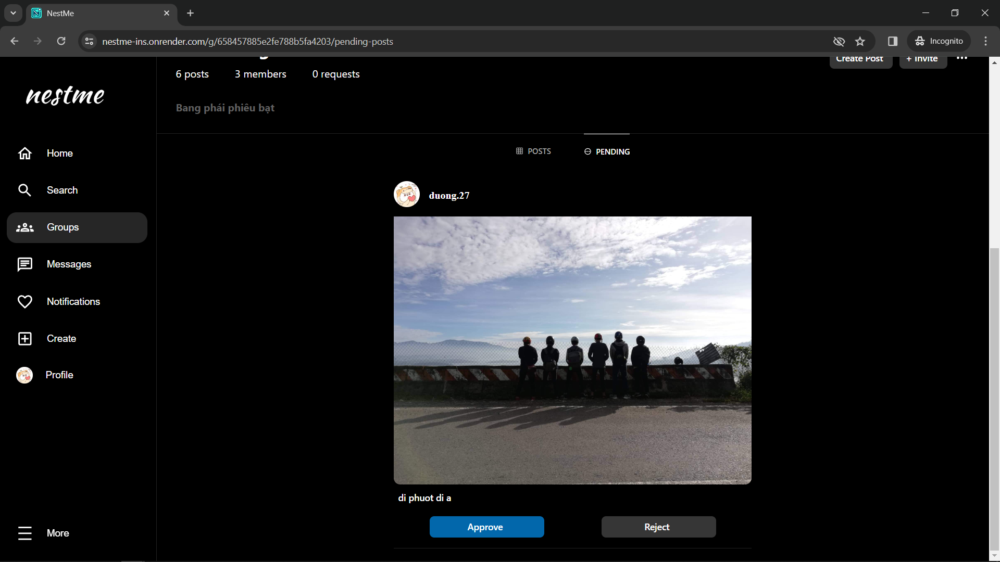 NestMe
nestme-ins.onrender.com/g/658457885e2fe788b5fa4203/pending-posts
Incognito
nestme
Home
Search
Groups
Messages
Notifications
Create
Profile
More
Create Post
+ Invite
6 posts 3 members 0 requests
Bang phái phiêu bạt
POSTS PENDING
duong.27
di phuot di a
Approve Reject